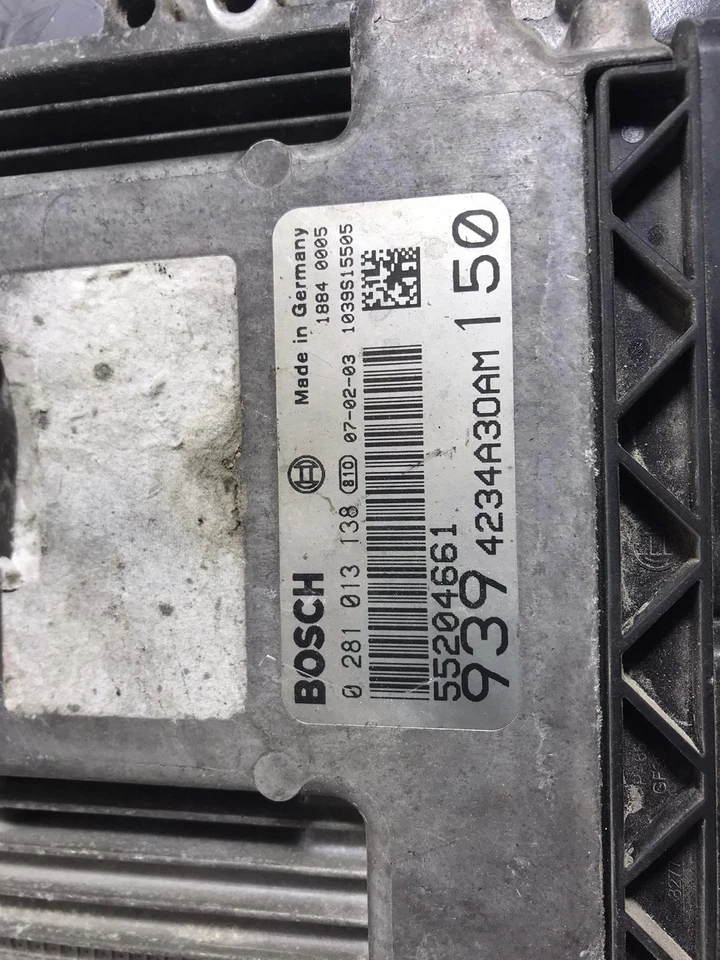 BOSCH
Made in Germany
0 281 013 138 810 07-02-03
1884 0005
1039S15505
55204661
939 4234A30AM 150